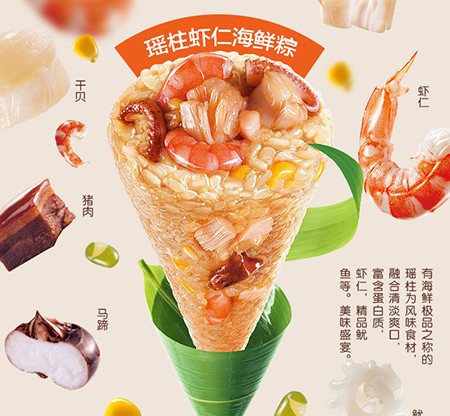 瑶柱虾仁海鲜粽
干贝
虾仁
猪肉
马蹄
有海鲜极品之称的
瑶柱为风味食材，
融合清淡爽口，
富含蛋白质、
虾仁，精品鱿
鱼等。美味盛宴。
鱿